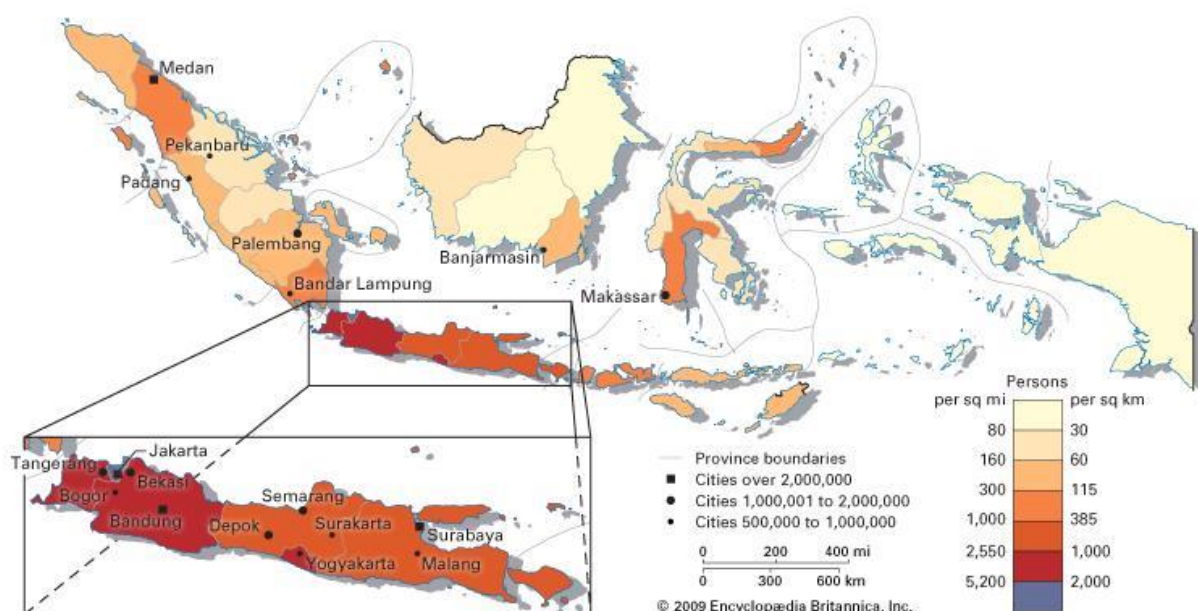 Medan
Pekanbaru
Padang
Palembang
Banjarmasin
Bandar Lampung
Makassar
Jakarta
Tangerang
Bekasi
Bogor
Semarang
Bandung
Depok
Surakarta
Surabaya
Yogyakarta
Malang
Province boundaries
Cities over 2,000,000
Cities 1,000,001 to 2,000,000
Cities 500,000 to 1,000,000
0 200 400 mi
0 300 600 km
© 2009 Encyclopædia Britannica, Inc.
Persons
per sq mi per sq km
80 30
160 60
300 115
1,000 385
2,550 1,000
5,200 2,000